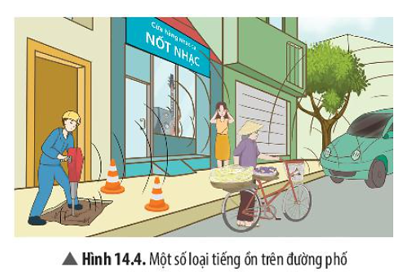 Cửa hàng nhạc cụ
NỐT NHẠC
▲ Hình 14.4. Một số loại tiếng ồn trên đường phố